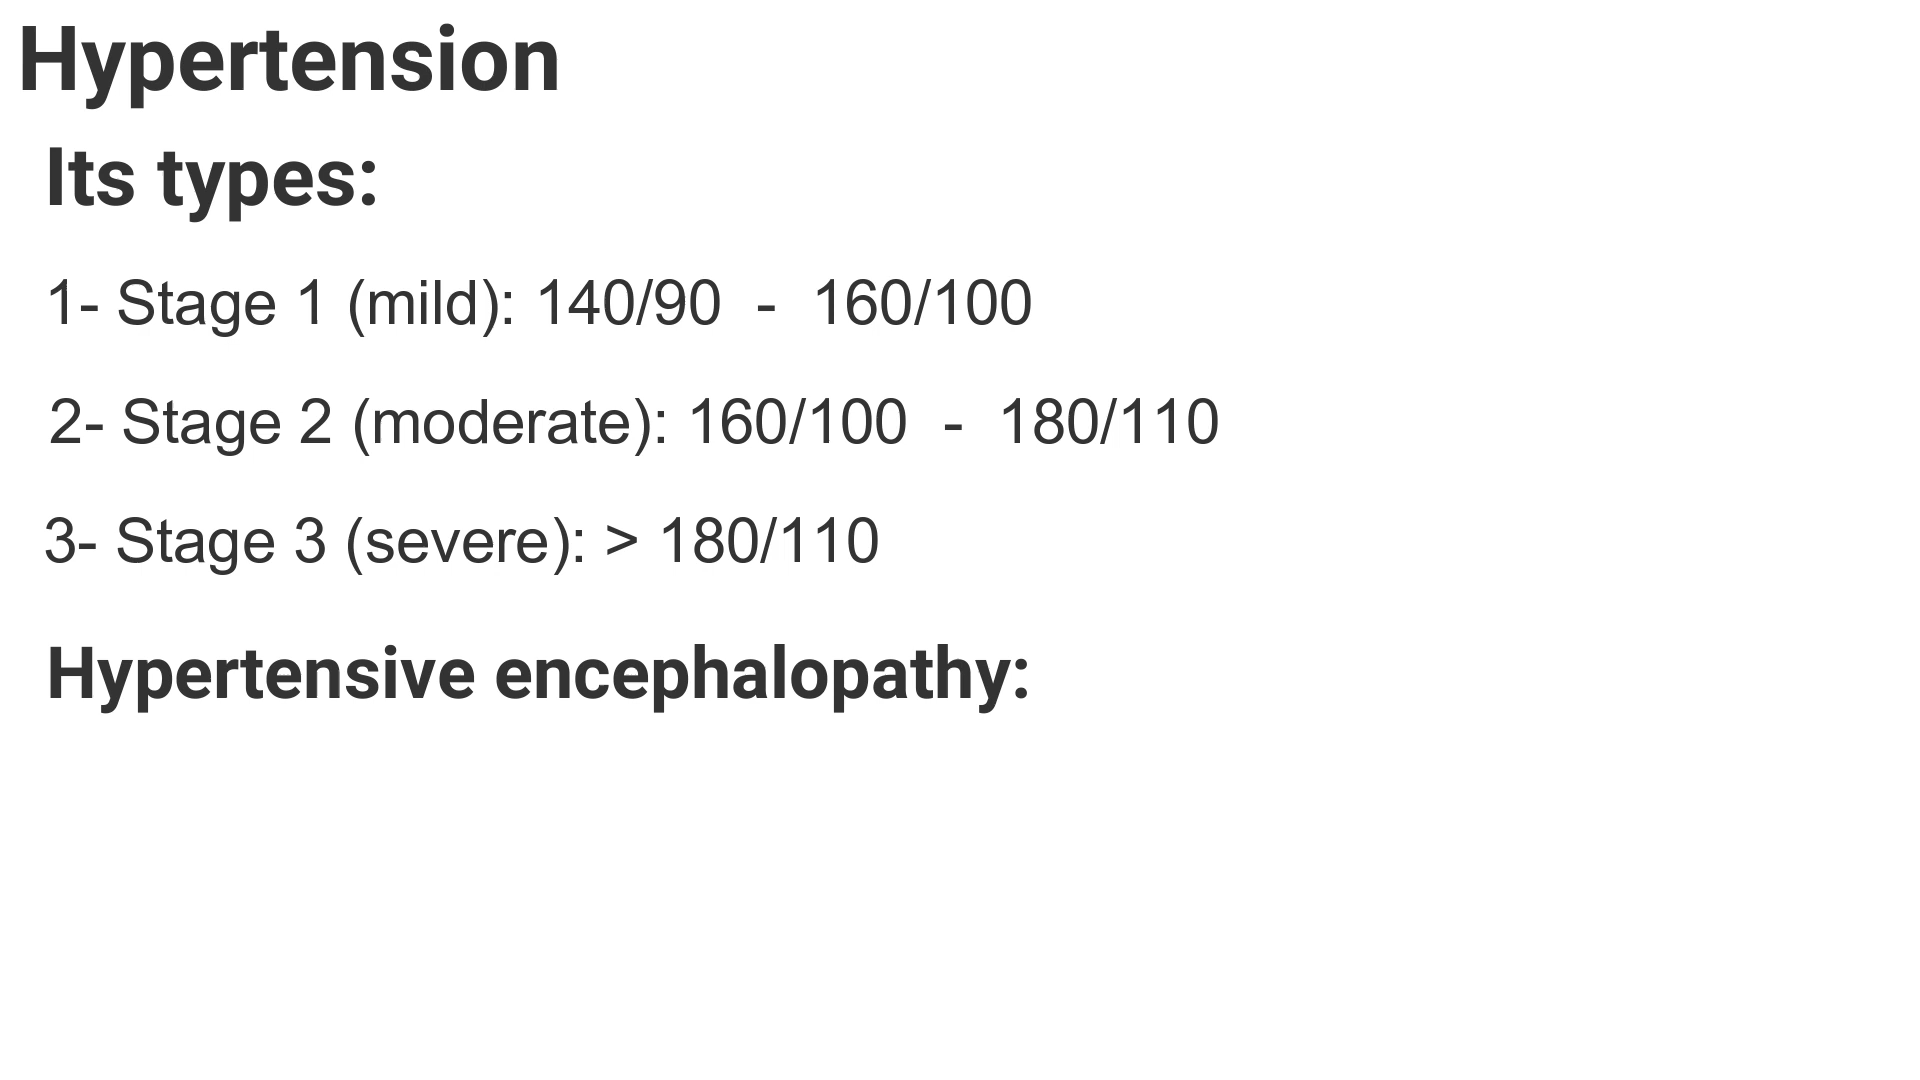 Hypertension
Its types:
1- Stage 1 (mild): 140/90 - 160/100
2- Stage 2 (moderate): 160/100 - 180/110
3- Stage 3 (severe): > 180/110
Hypertensive encephalopathy: